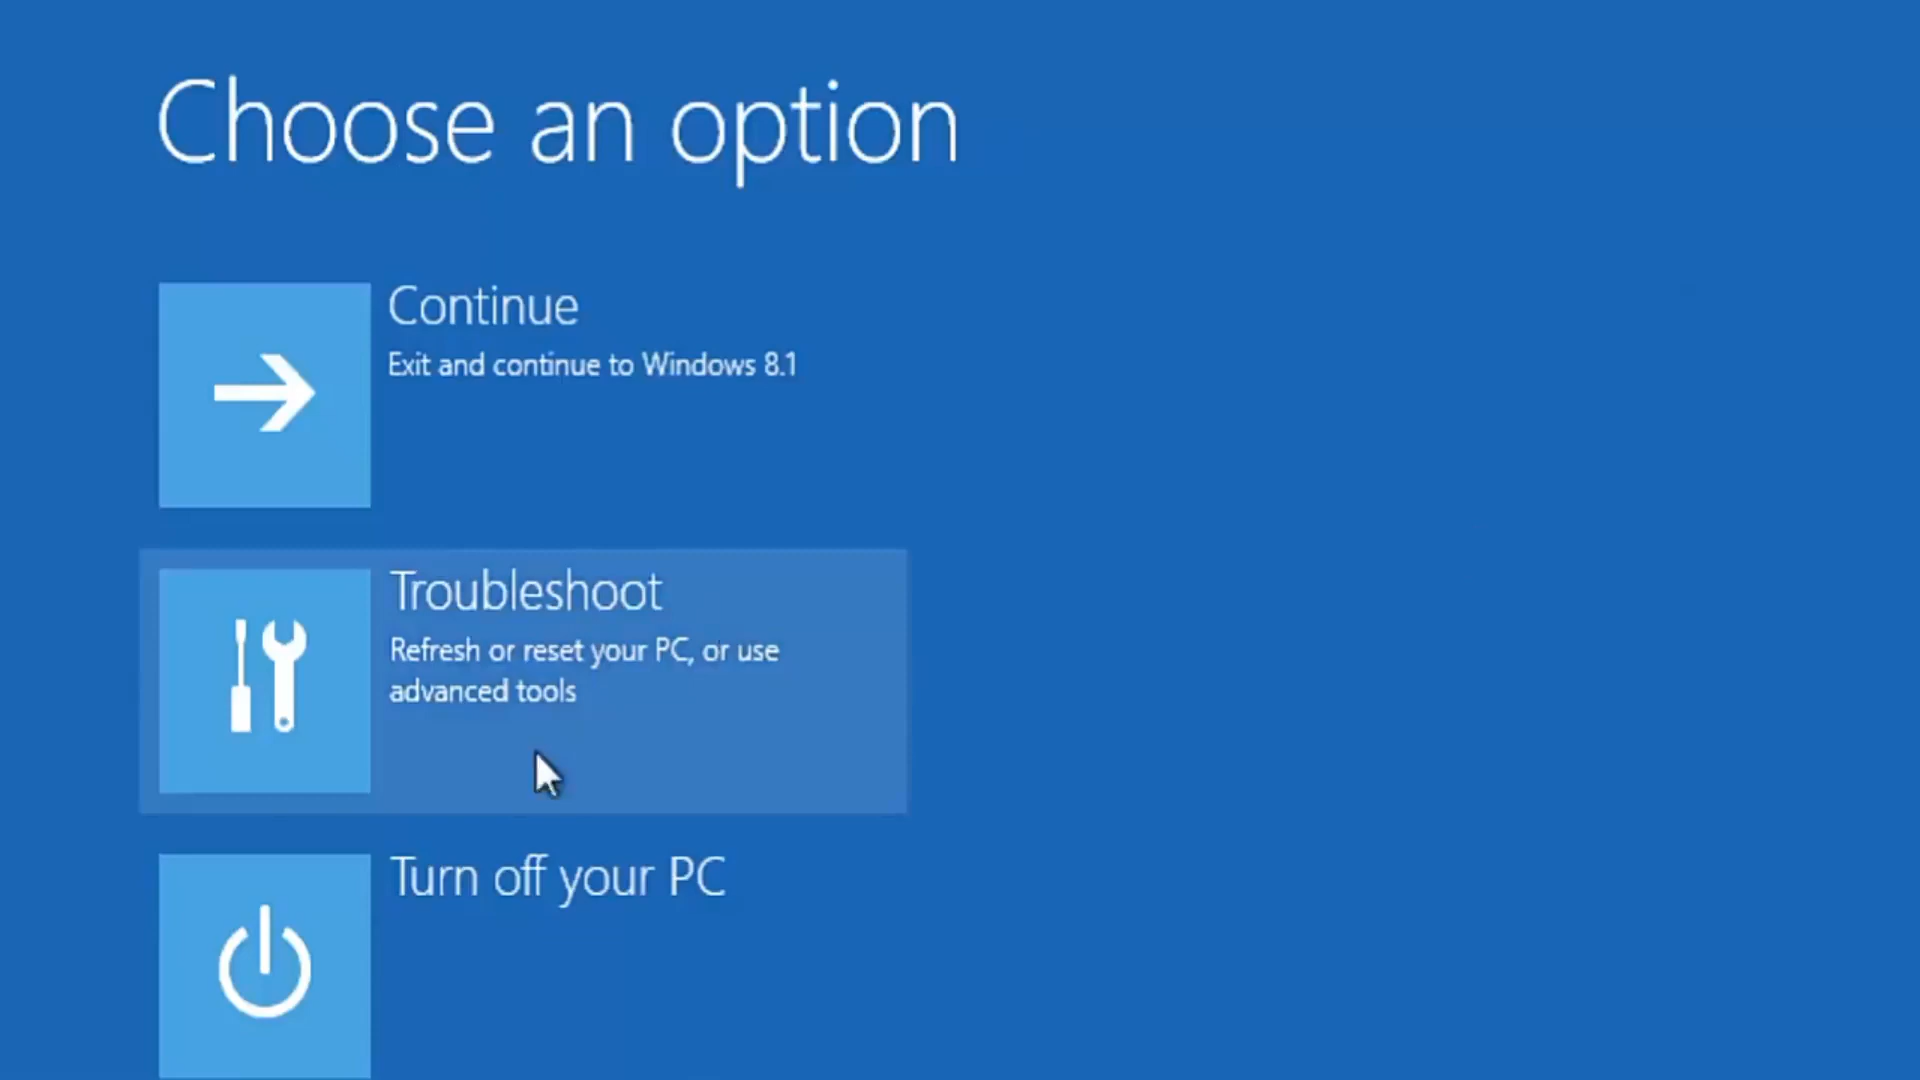 Choose an option
Continue
Exit and continue to Windows 8.1
Troubleshoot
Refresh or reset your PC, or use
advanced tools
Turn off your PC